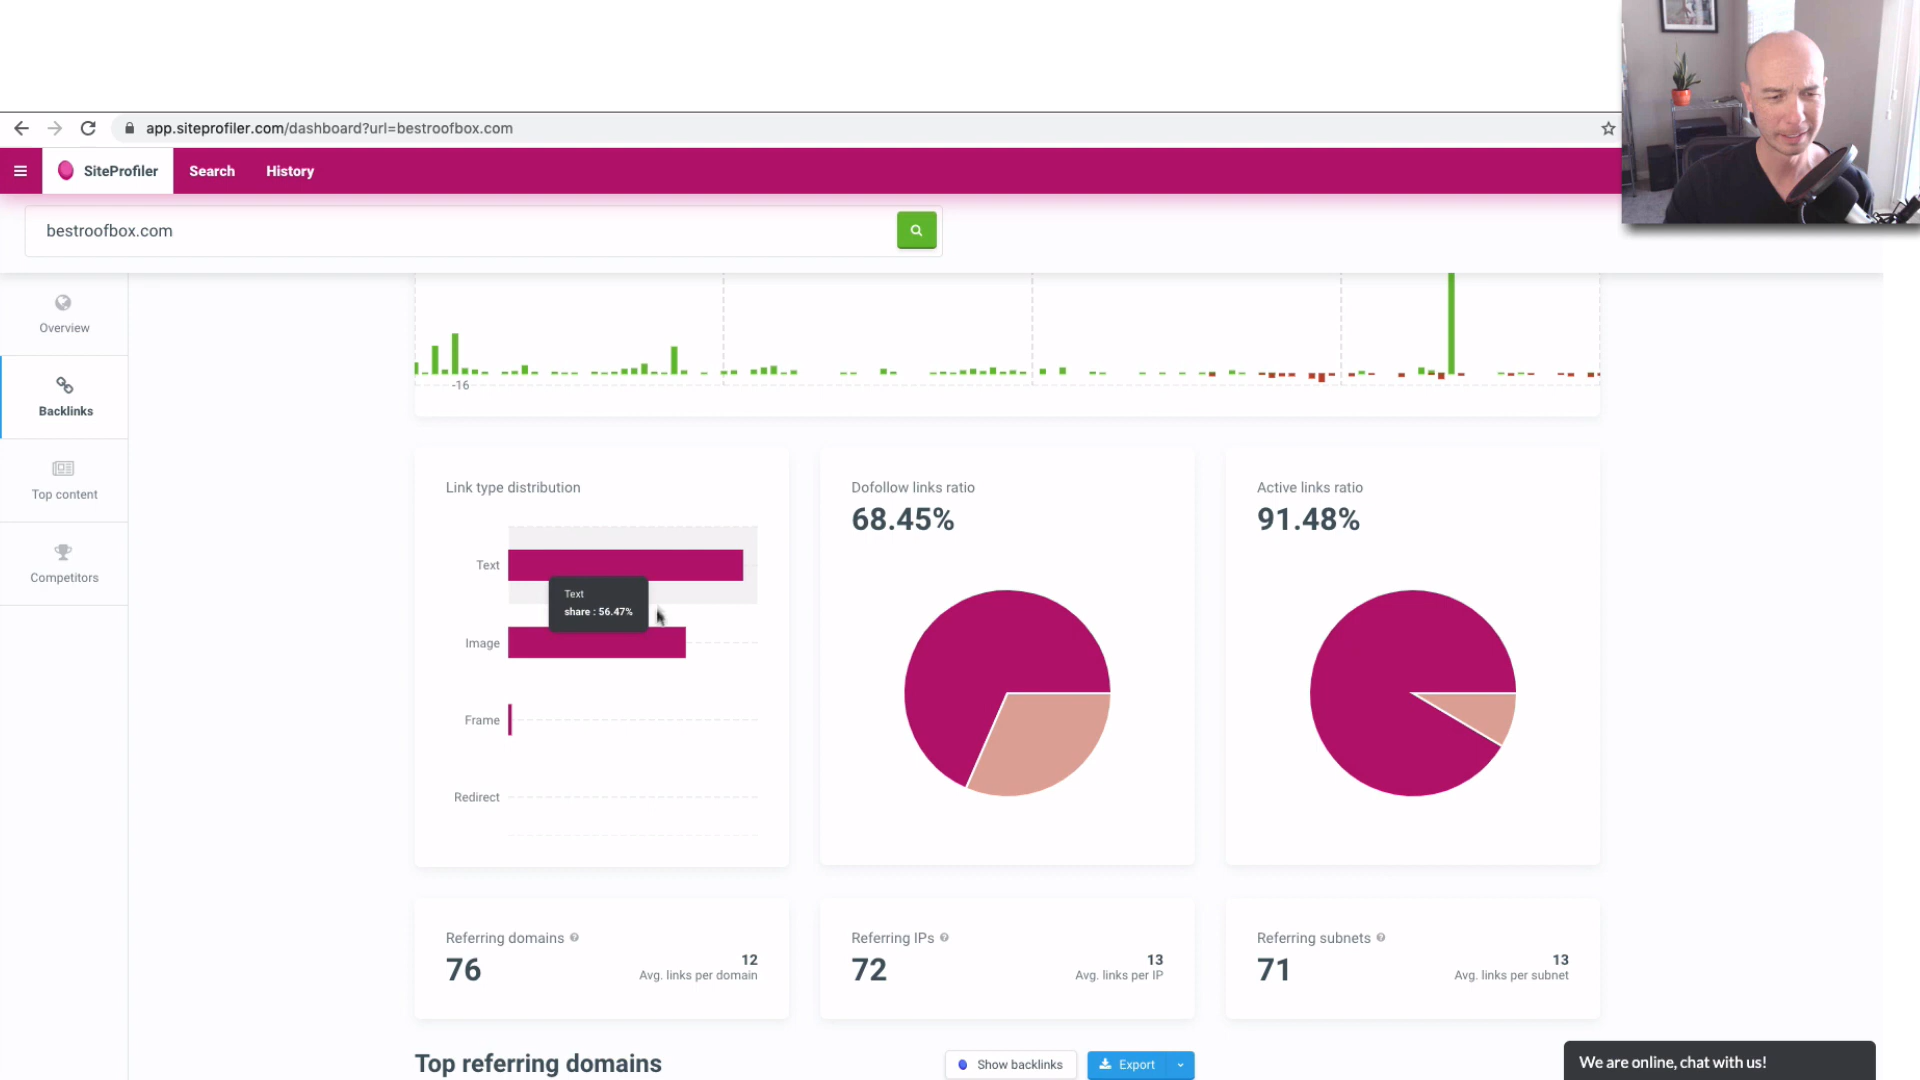 app.siteprofiler.com/dashboard?url=bestroofbox.com
SiteProfiler
Search
History
bestroofbox.com
Overview
Backlinks
Top content
Competitors
-16
Link type distribution
Text
Text
share : 56.47%
Image
Frame
Redirect
Dofollow links ratio
68.45%
Active links ratio
91.48%
Referring domains
76
12
Avg. links per domain
Referring IPs
72
13
Avg. links per IP
Referring subnets
71
13
Avg. links per subnet
Top referring domains
Show backlinks
Export
We are online, chat with us!